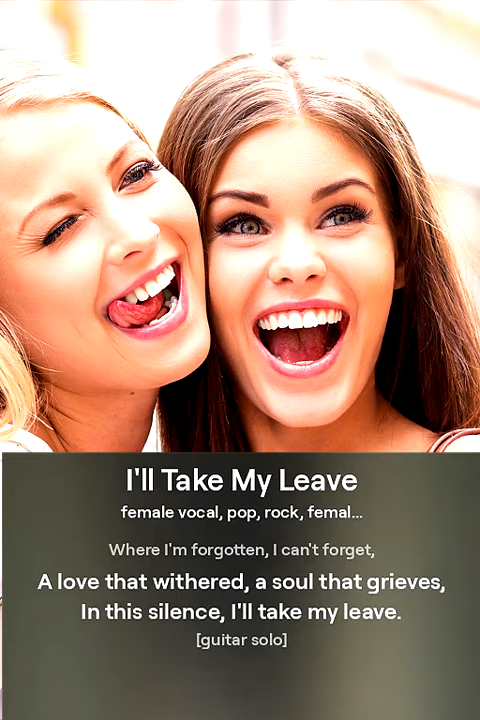 I'll Take My Leave
female vocal, pop, rock, femal...
Where I'm forgotten, I can't forget,
A love that withered, a soul that grieves,
In this silence, I'll take my leave.
[guitar solo]